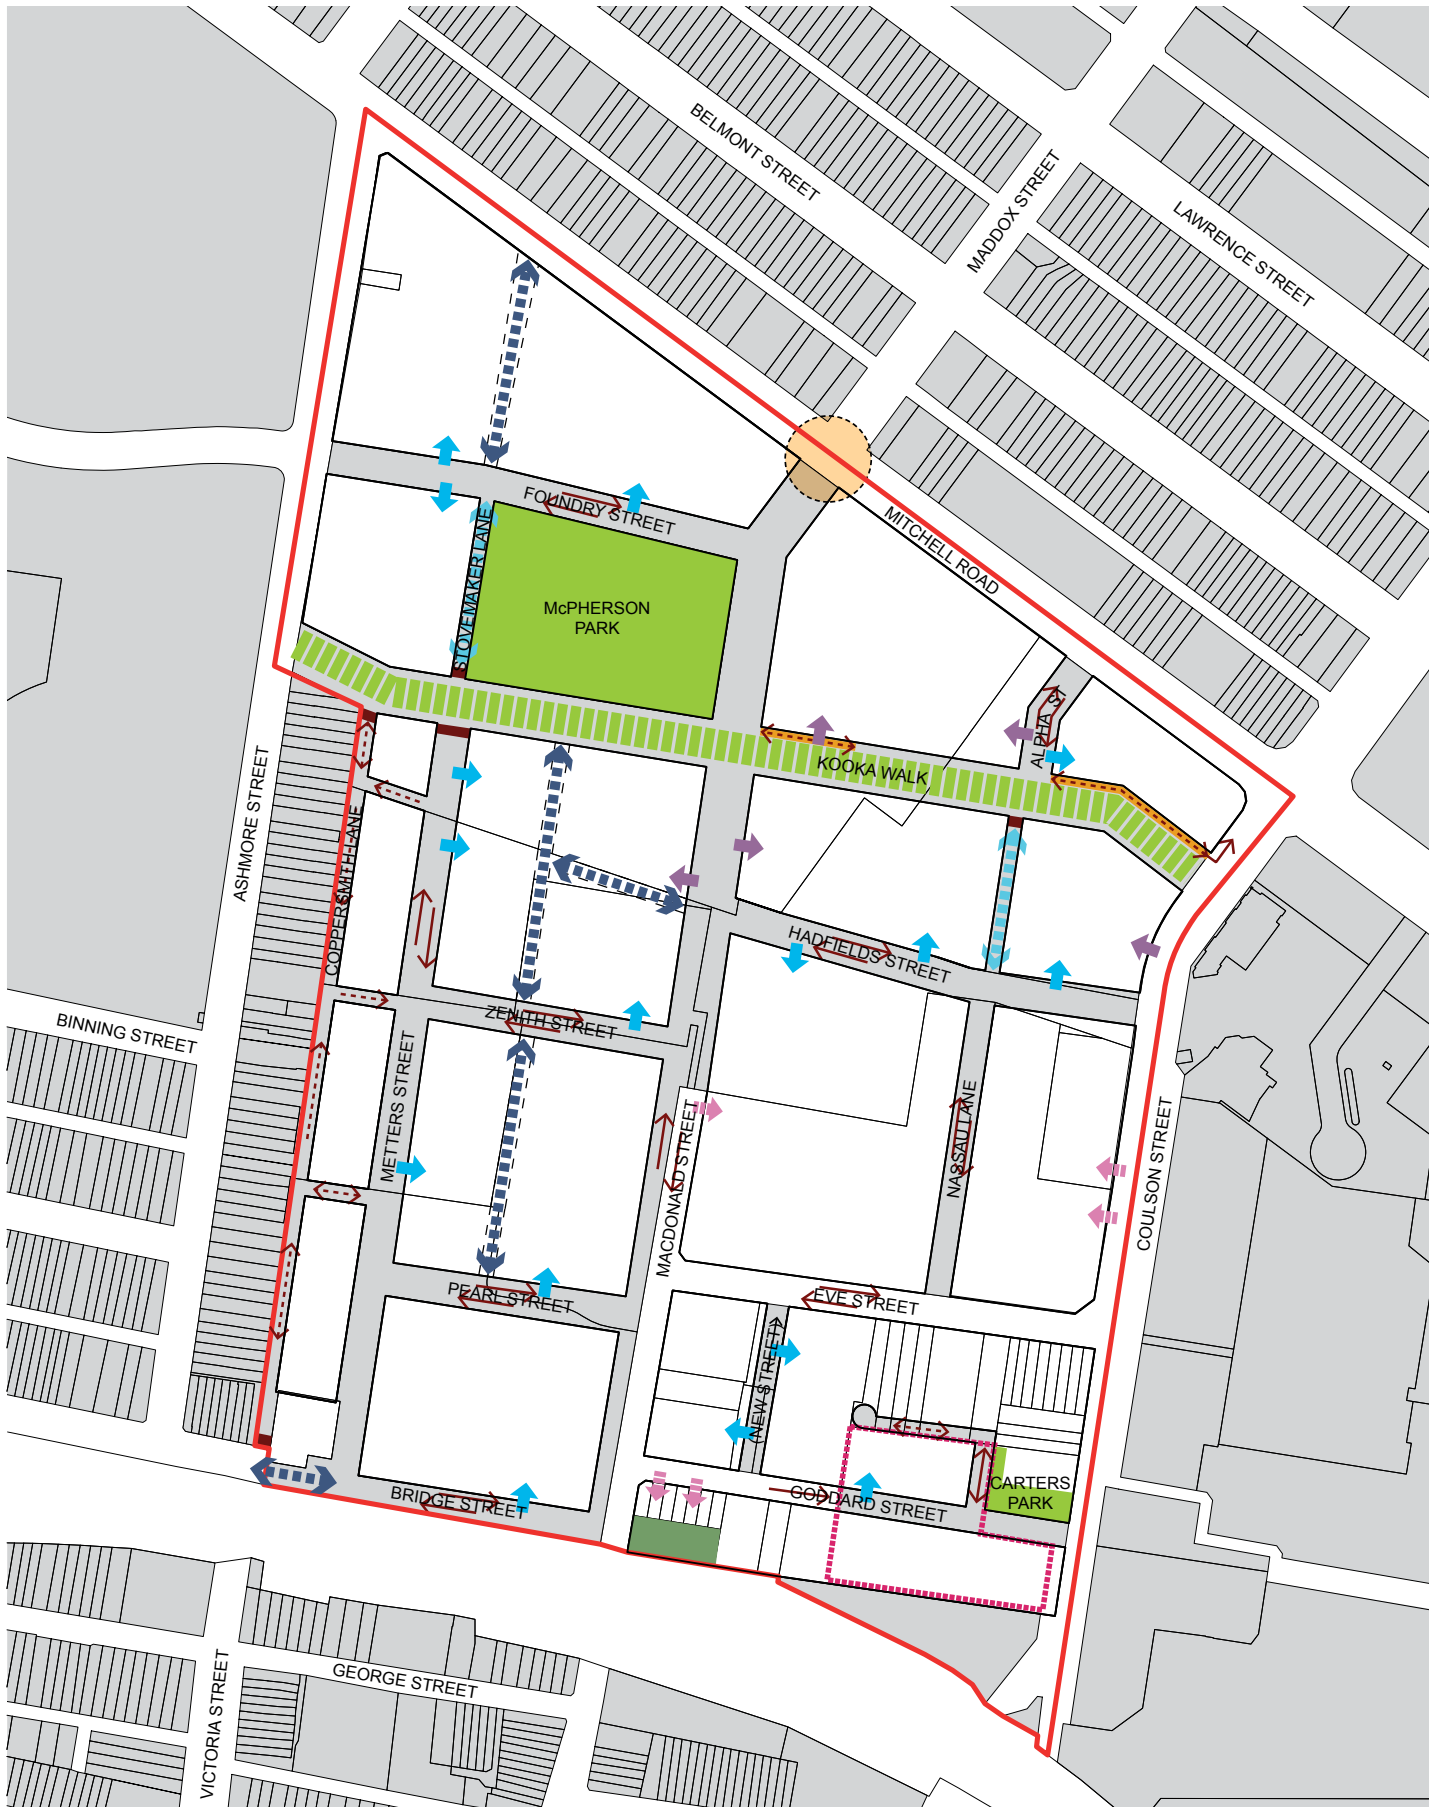 BELMONT STREET
MADDOX STREET
LAWRENCE STREET
FOUNDRY STREET
MITCHELL ROAD
STOVEMAKER LANE
McPHERSON
PARK
ALPHA ST
KOOKA WALK
ASHMORE STREET
COPPERSMITH LANE
HADFIELDS STREET
ZENITH STREET
BINNING STREET
METTERS STREET
NASSAU LANE
MACDONALD STREET
COULSON STREET
PEARL STREET
EVE STREET
(NEW STREET)
CARTERS
PARK
BRIDGE STREET
GODDARD STREET
GEORGE STREET
VICTORIA STREET